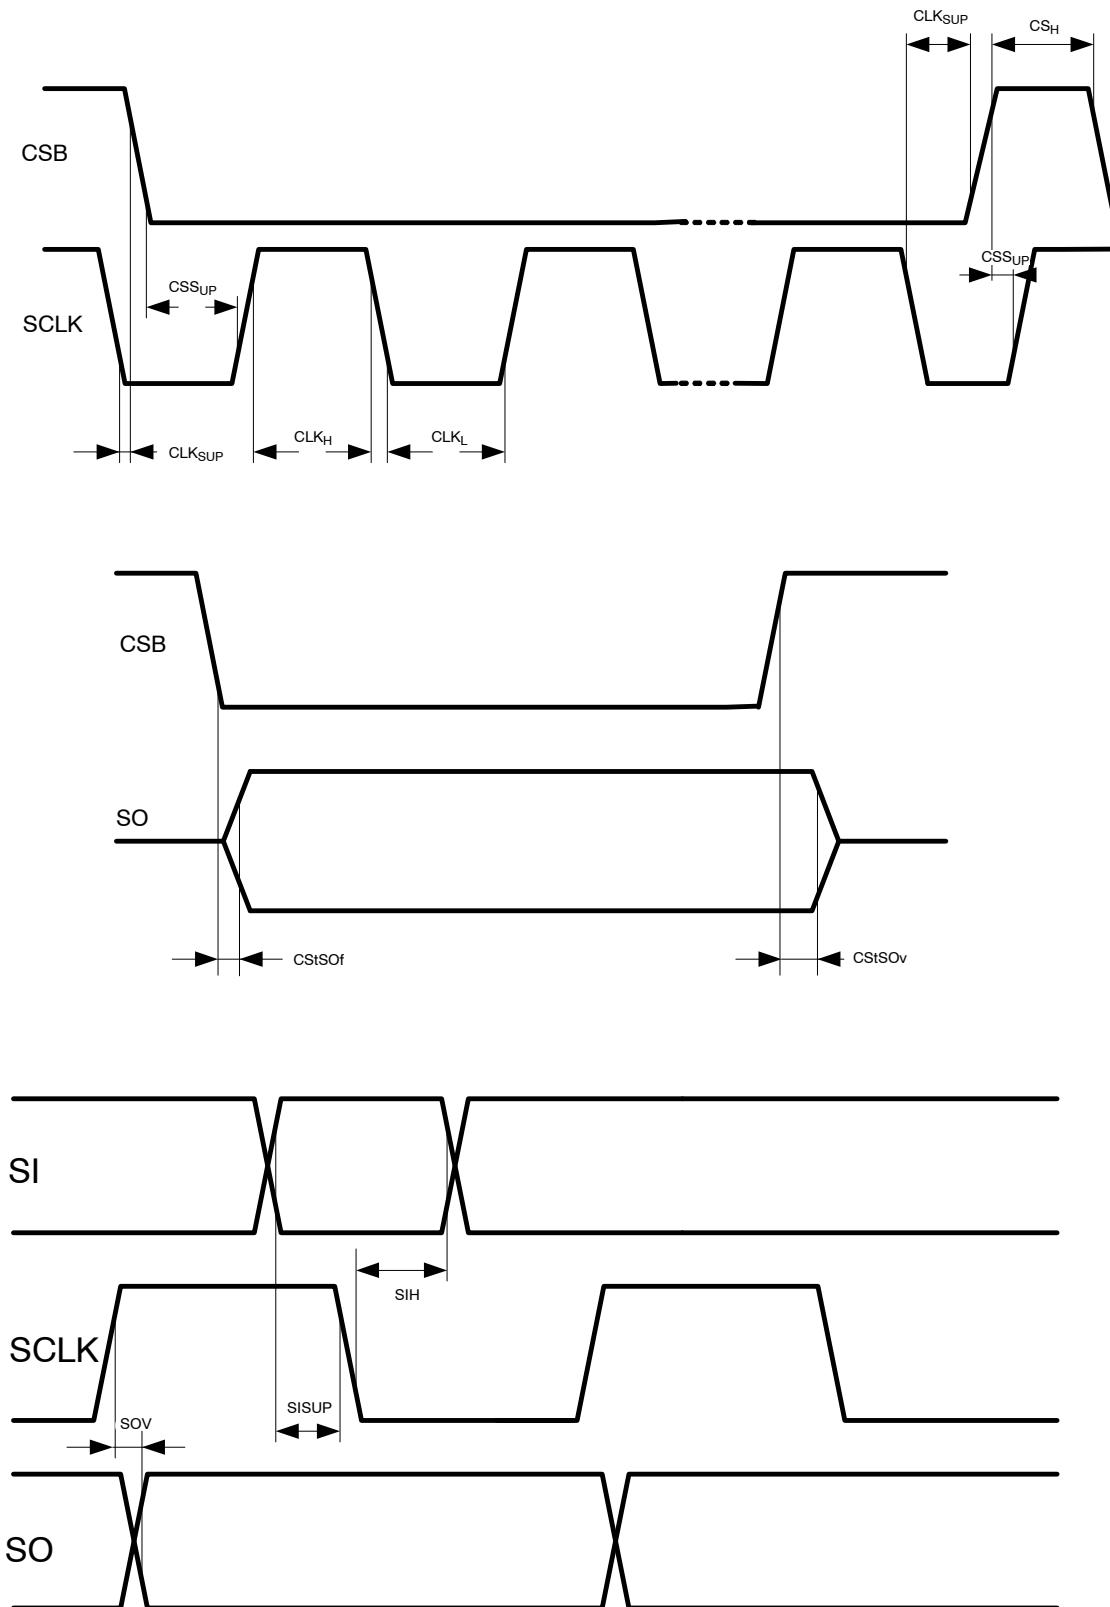 CLKSUP
CSH
CSB
CSSUP
CSSUP
SCLK
CLKH
CLKL
CLKSUP
CSB
SO
CStSOf
CStSOv
SI
SIH
SCLK
SISUP
SOV
SO